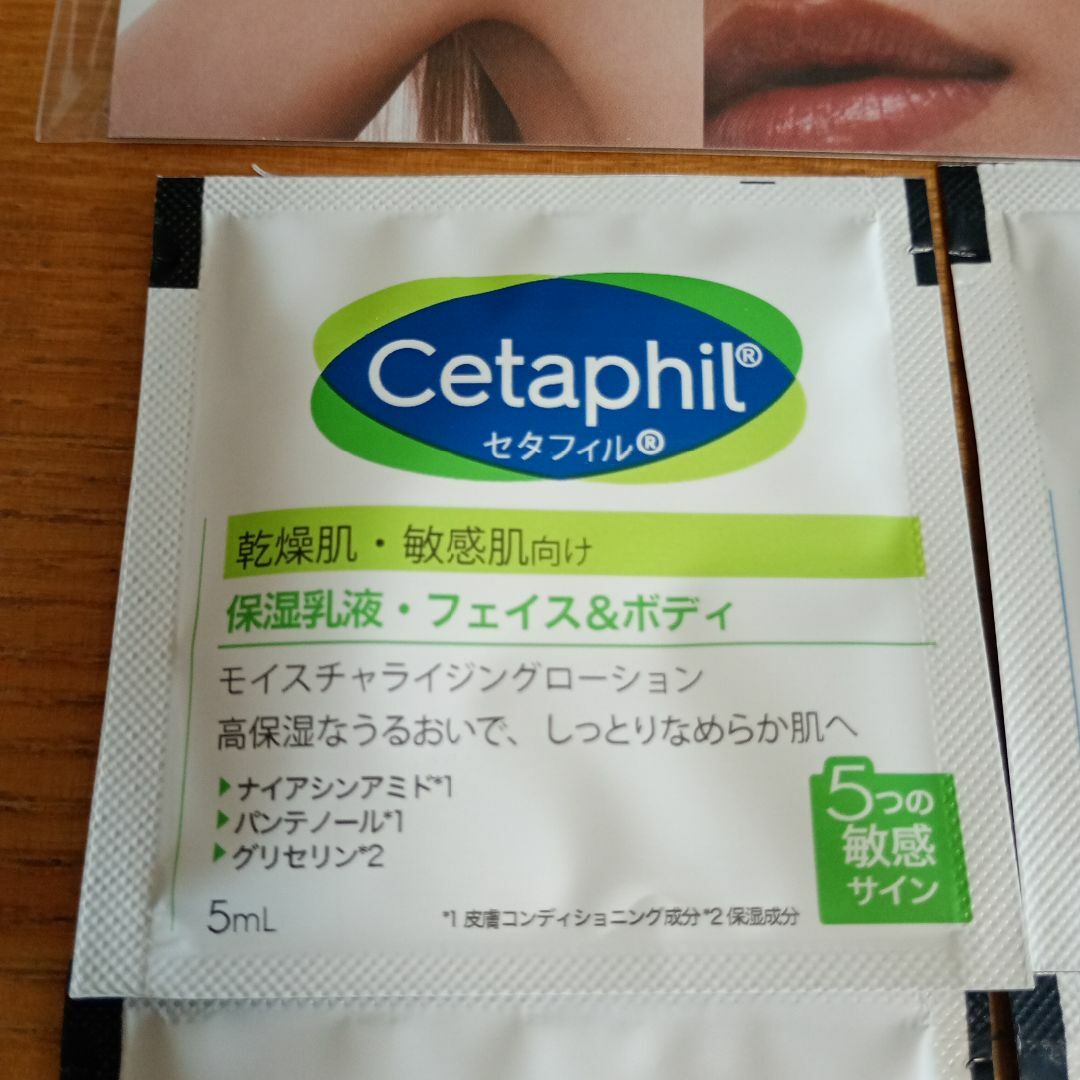 Cetaphil®
セタフィル®
乾燥肌・敏感肌向け
保湿乳液・フェイス&ボディ
モイスチャライジングローション
高保湿なうるおいで、しっとりなめらか肌へ
▶ナイアシンアミド*1
▶パンテノール*1
▶グリセリン*2
5つの
敏感
サイン
5mL
*1 皮膚コンディショニング成分*2 保湿成分